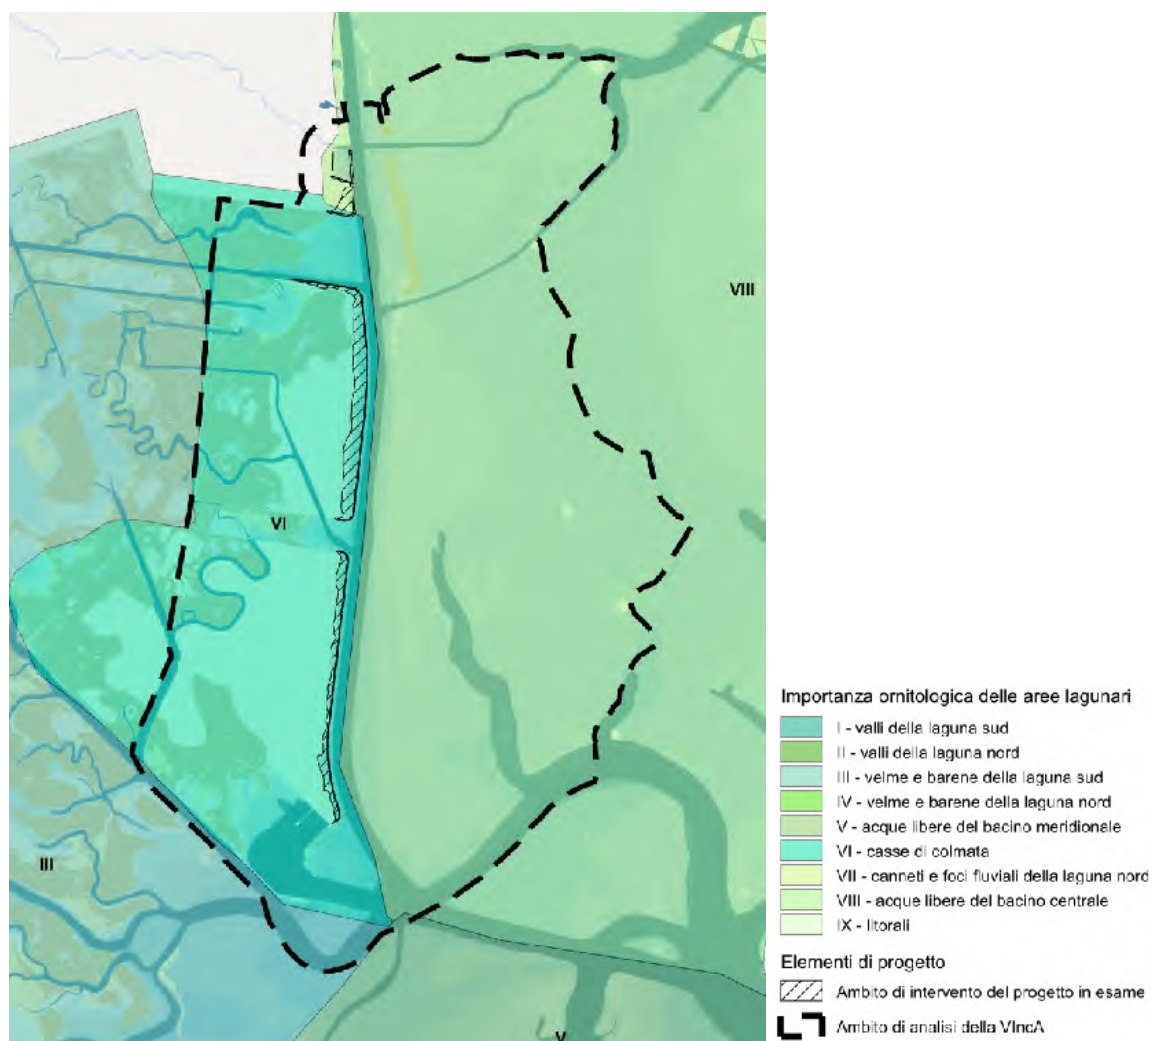 VIII
VI
III
V
Importanza ornitologica delle aree lagunari
I - valli della laguna sud
II - valli della laguna nord
III - velme e barene della laguna sud
IV - velme e barene della laguna nord
V - acque libere del bacino meridionale
VI - casse di colmata
VII - canneti e foci fluviali della laguna nord
VIII - acque libere del bacino centrale
IX - litorali
Elementi di progetto
Ambito di intervento del progetto in esame
Ambito di analisi della VIncA